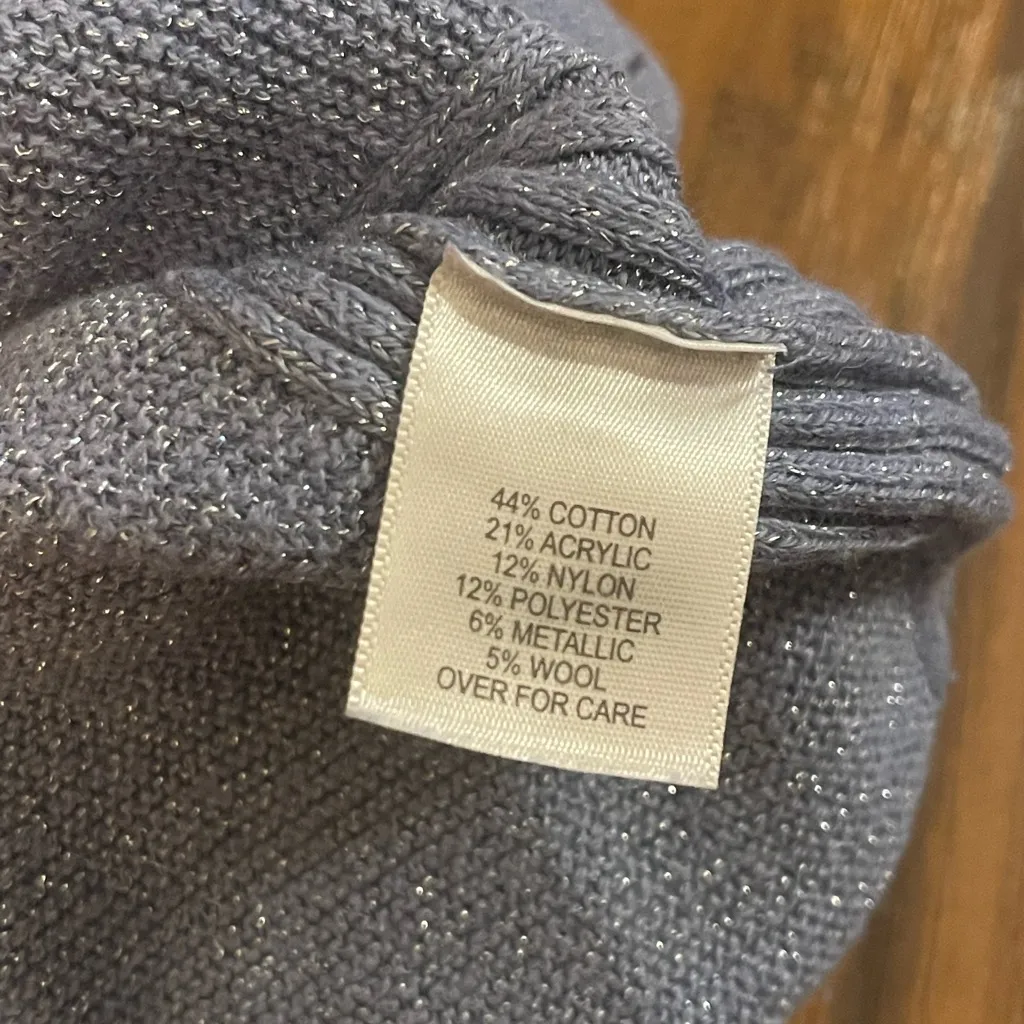 44% COTTON
21% ACRYLIC
12% NYLON
12% POLYESTER
6% METALLIC
5% WOOL
OVER FOR CARE